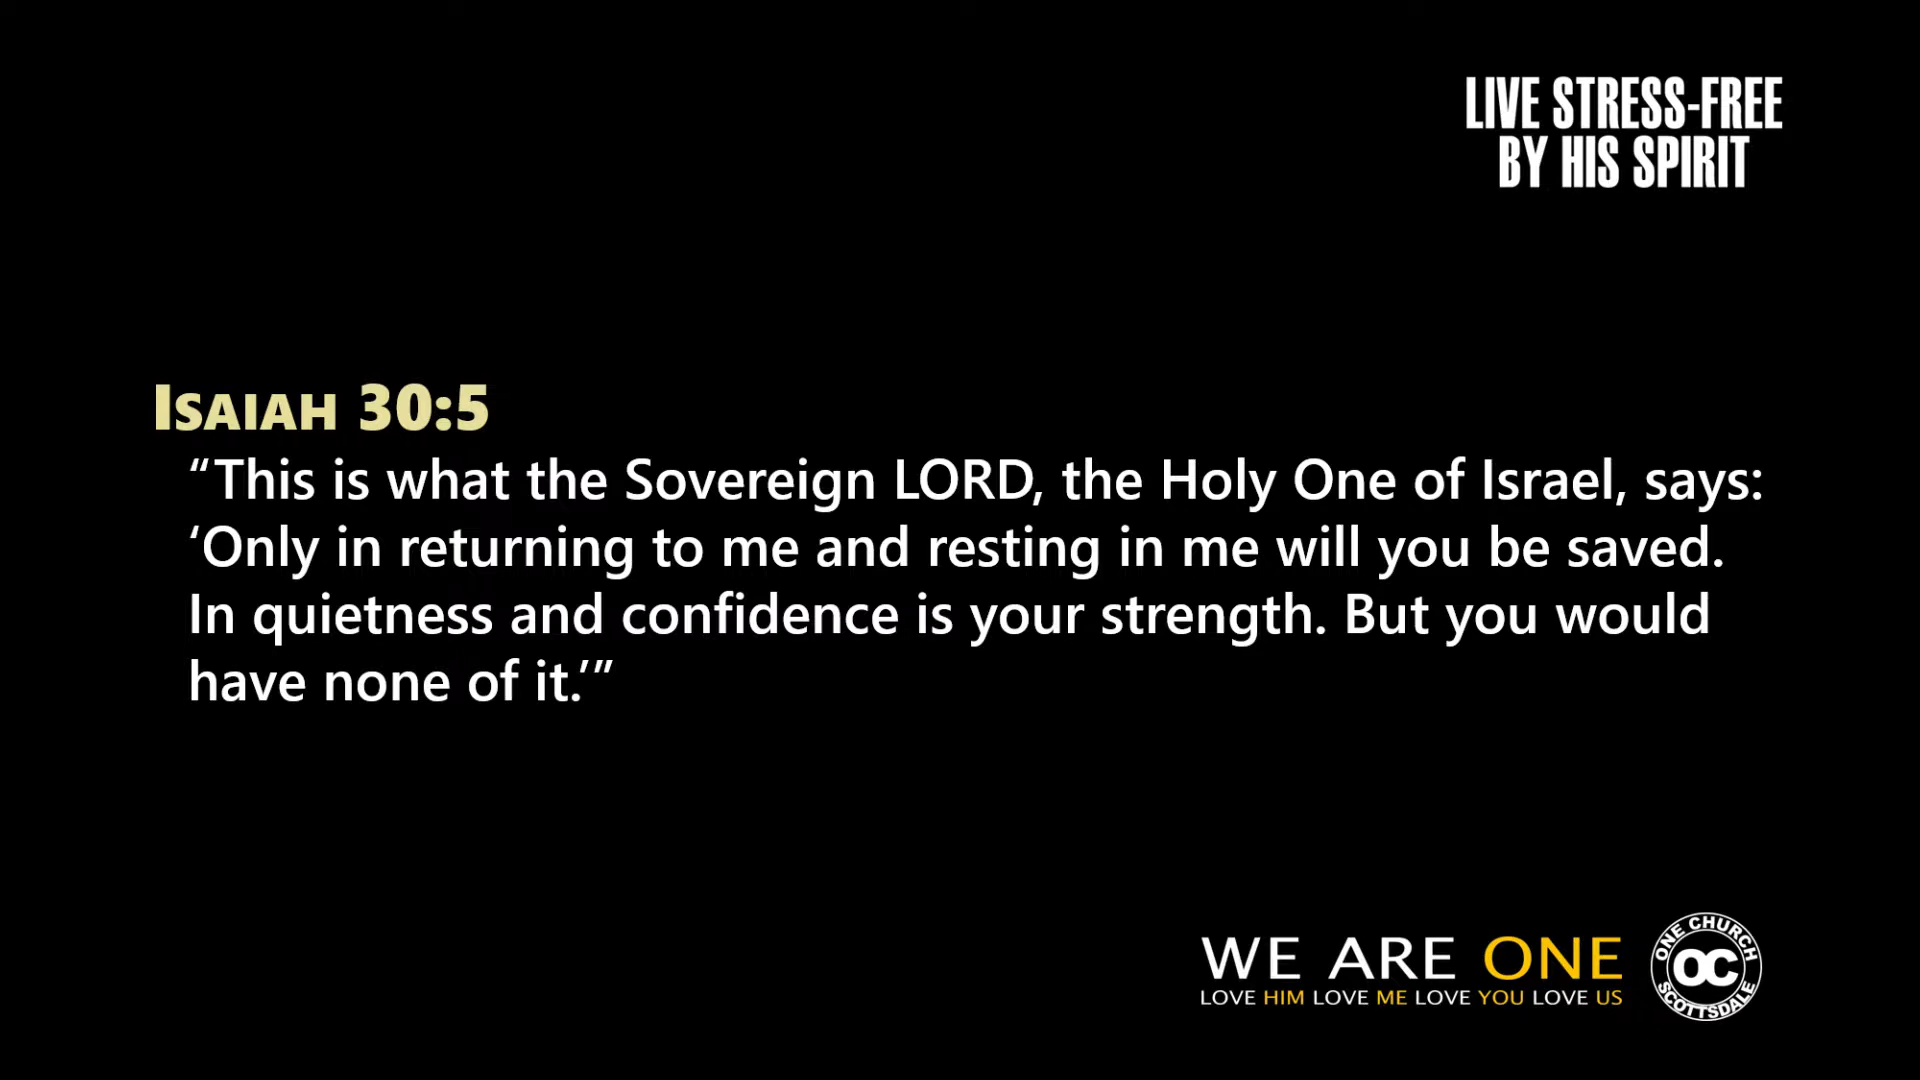 LIVE STRESS-FREE
BY HIS SPIRIT
ISAIAH 30:5
“This is what the Sovereign LORD, the Holy One of Israel, says:
‘Only in returning to me and resting in me will you be saved.
In quietness and confidence is your strength. But you would
have none of it.’”
WE ARE ONE
LOVE HIM LOVE ME LOVE YOU LOVE US
ONE CHURCH
OC
SCOTTSDALE